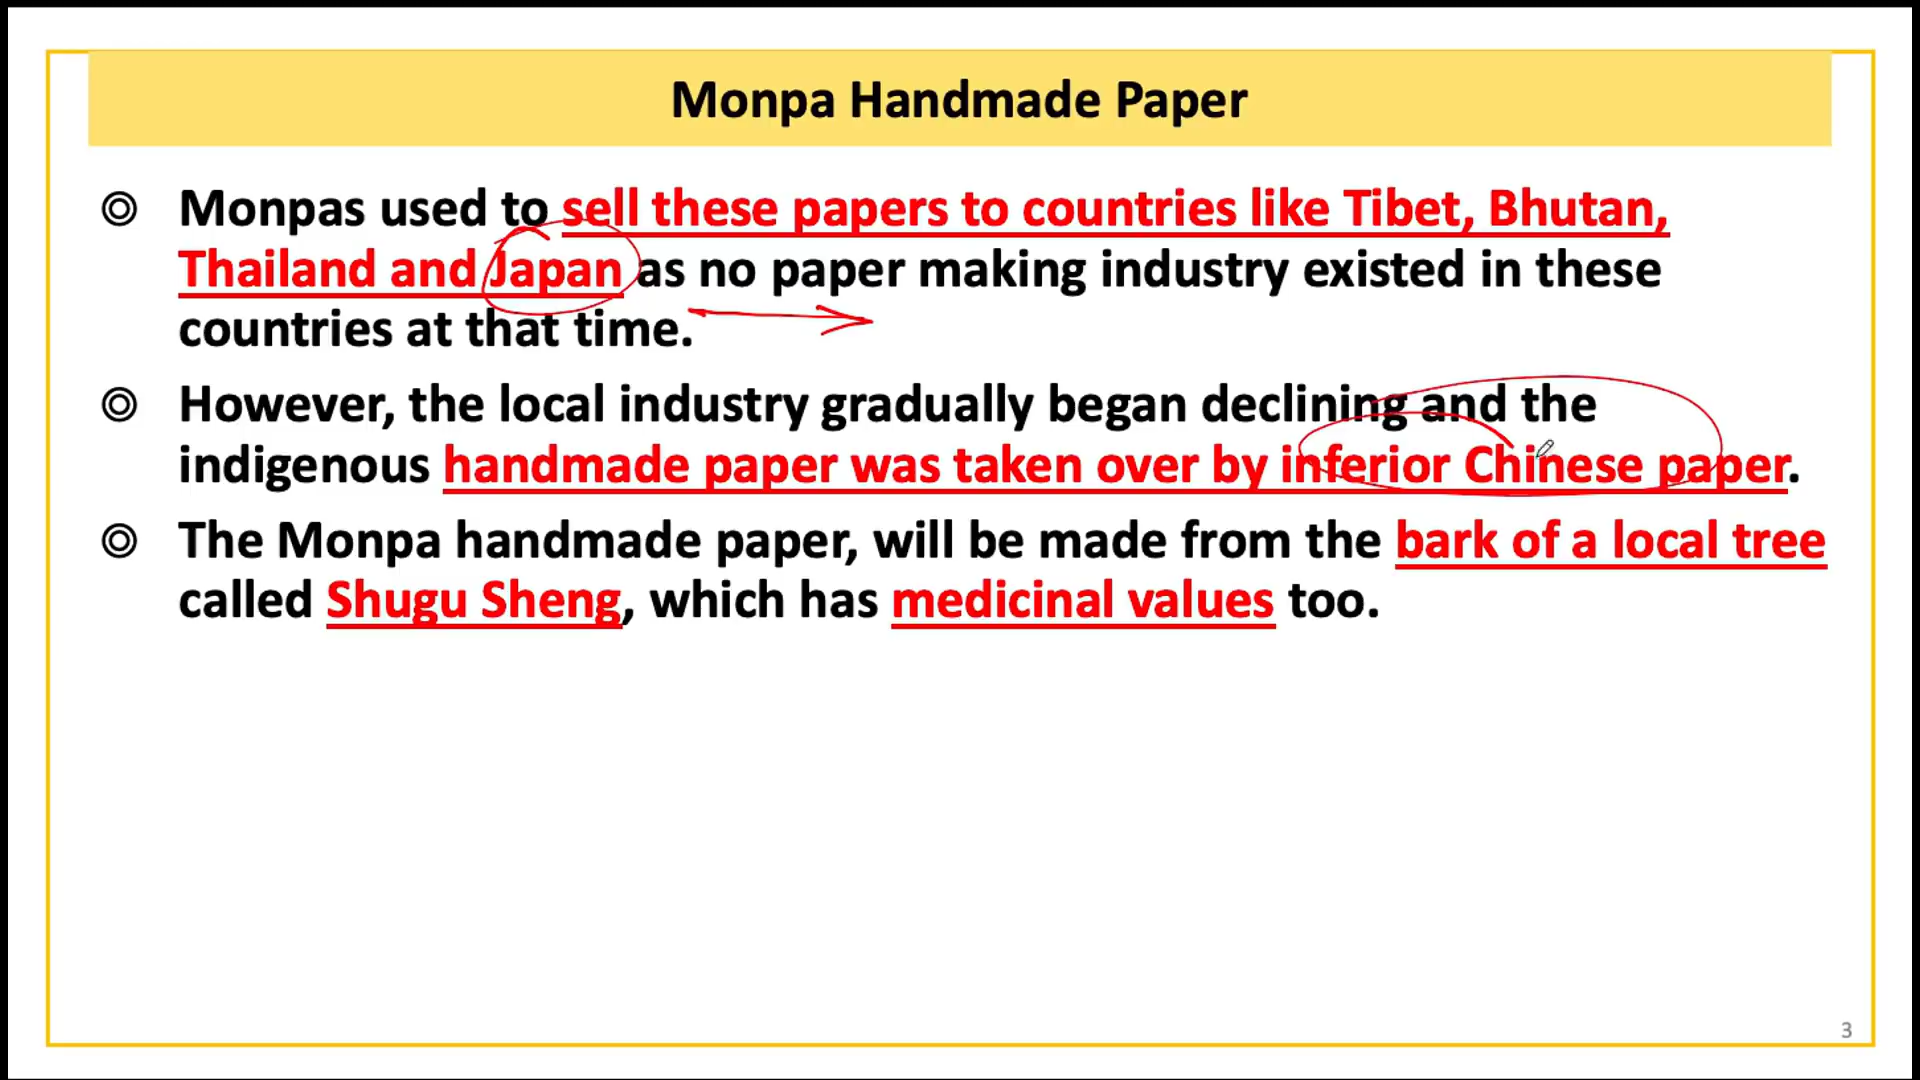 Monpa Handmade Paper
◎ Monpas used to sell these papers to countries like Tibet, Bhutan,
Thailand and Japan as no paper making industry existed in these
countries at that time.
◎ However, the local industry gradually began declining and the
indigenous handmade paper was taken over by inferior Chinese paper.
◎ The Monpa handmade paper, will be made from the bark of a local tree
called Shugu Sheng, which has medicinal values too.
3